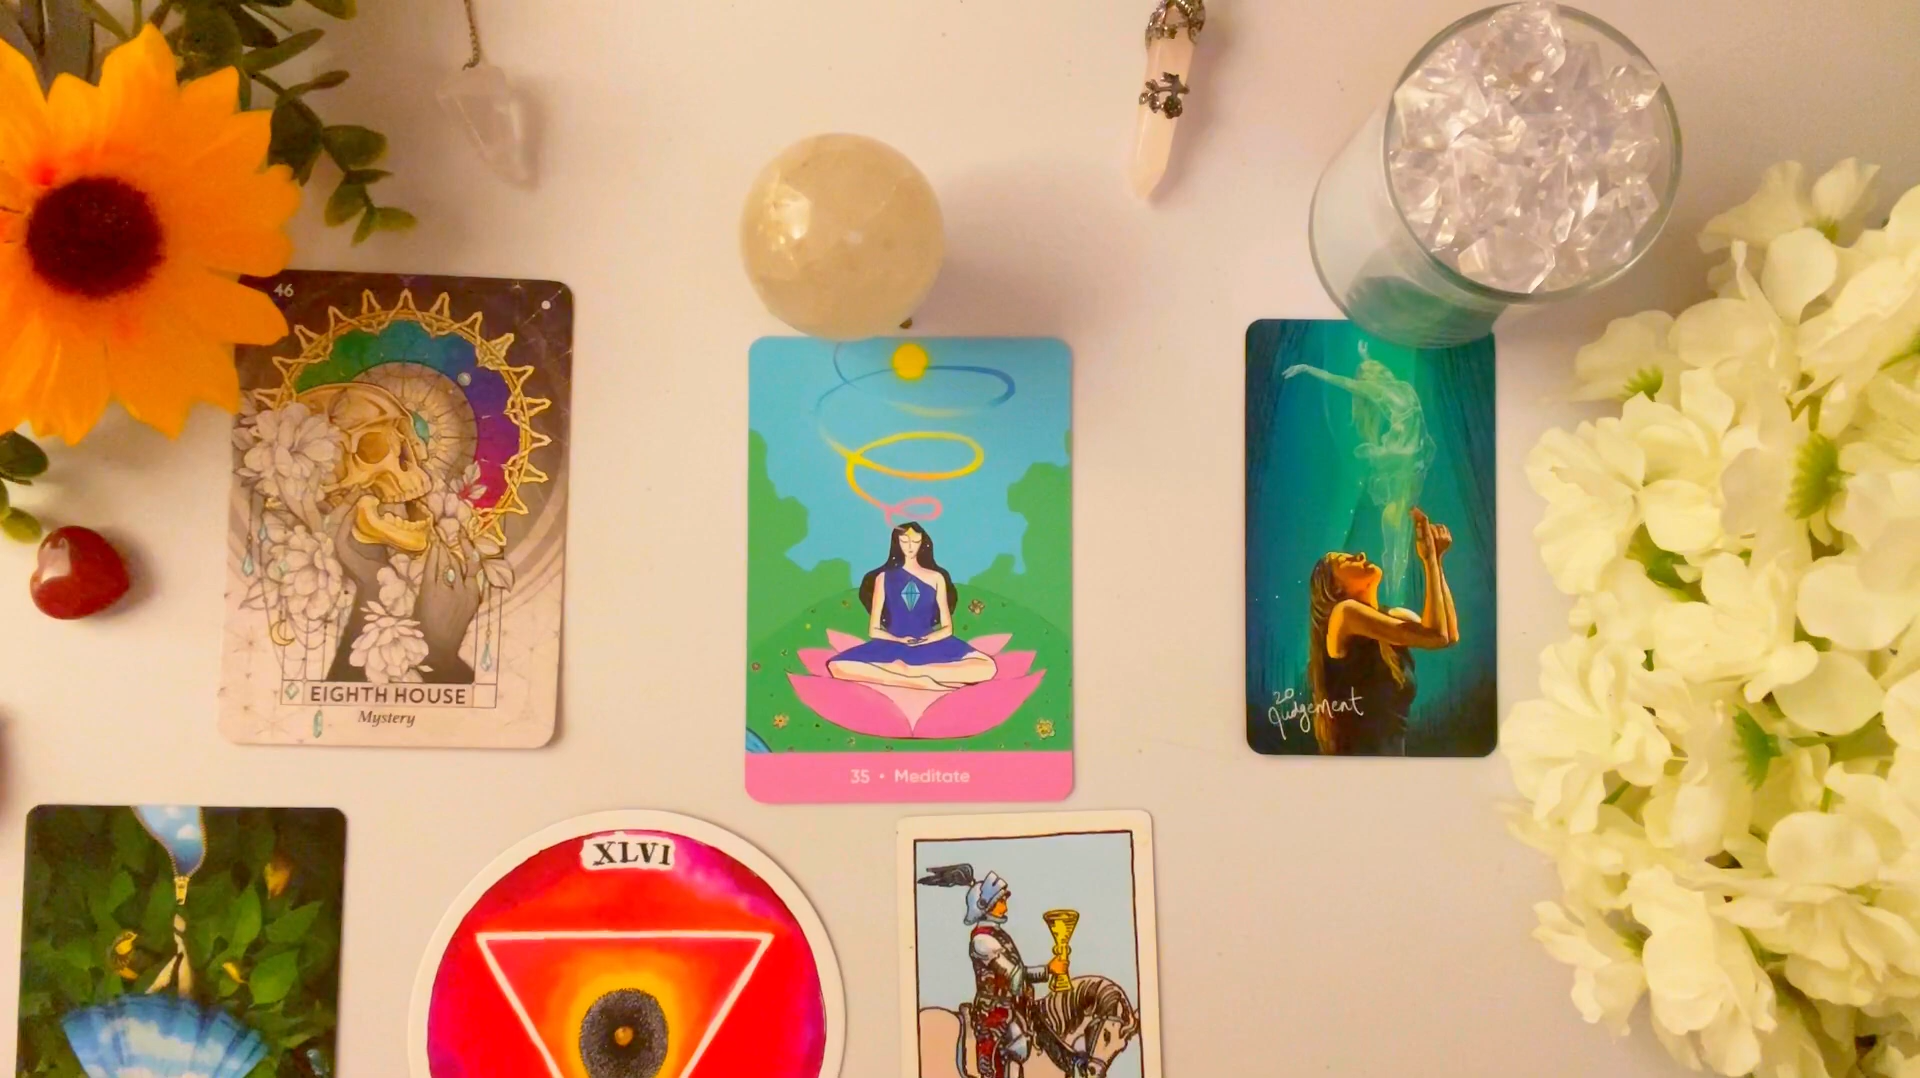 46
EIGHTH HOUSE
Mystery
35 • Meditate
20.
Judgement
XLVI